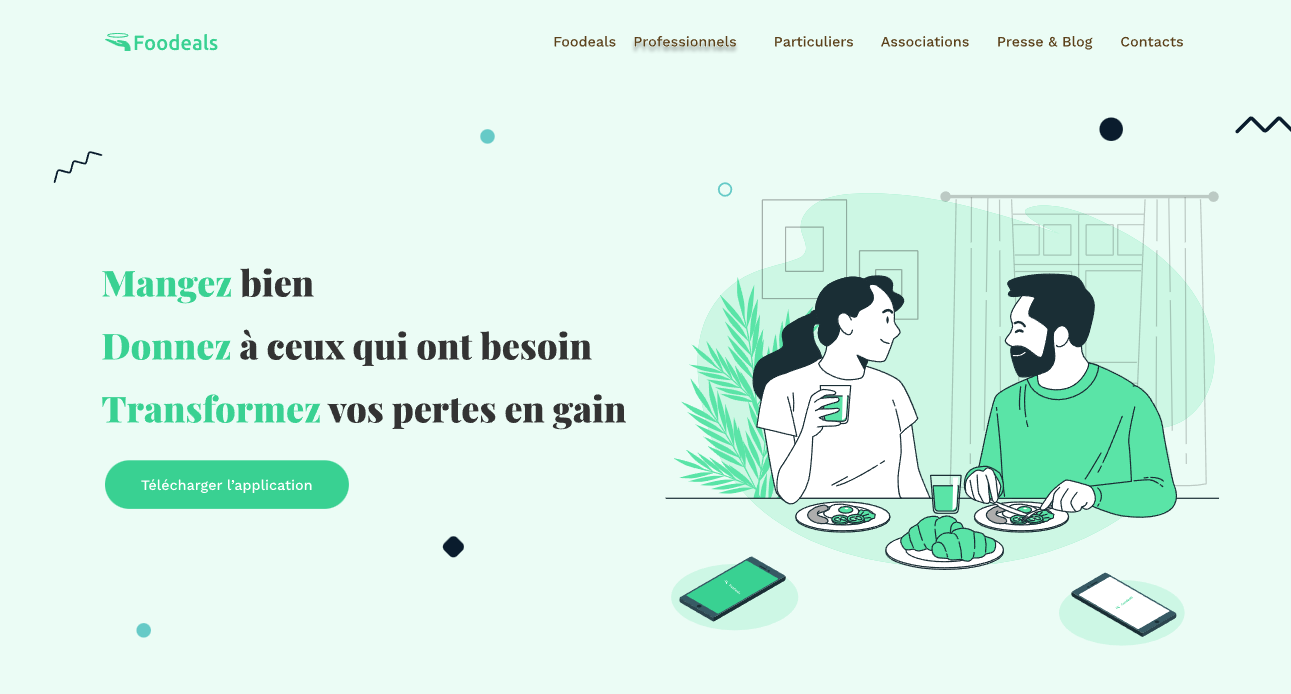 Foodeals
Foodeals Professionnels Particuliers Associations Presse & Blog Contacts
Mangez bien
Donnez à ceux qui ont besoin
Transformez vos pertes en gain
Télécharger l’application